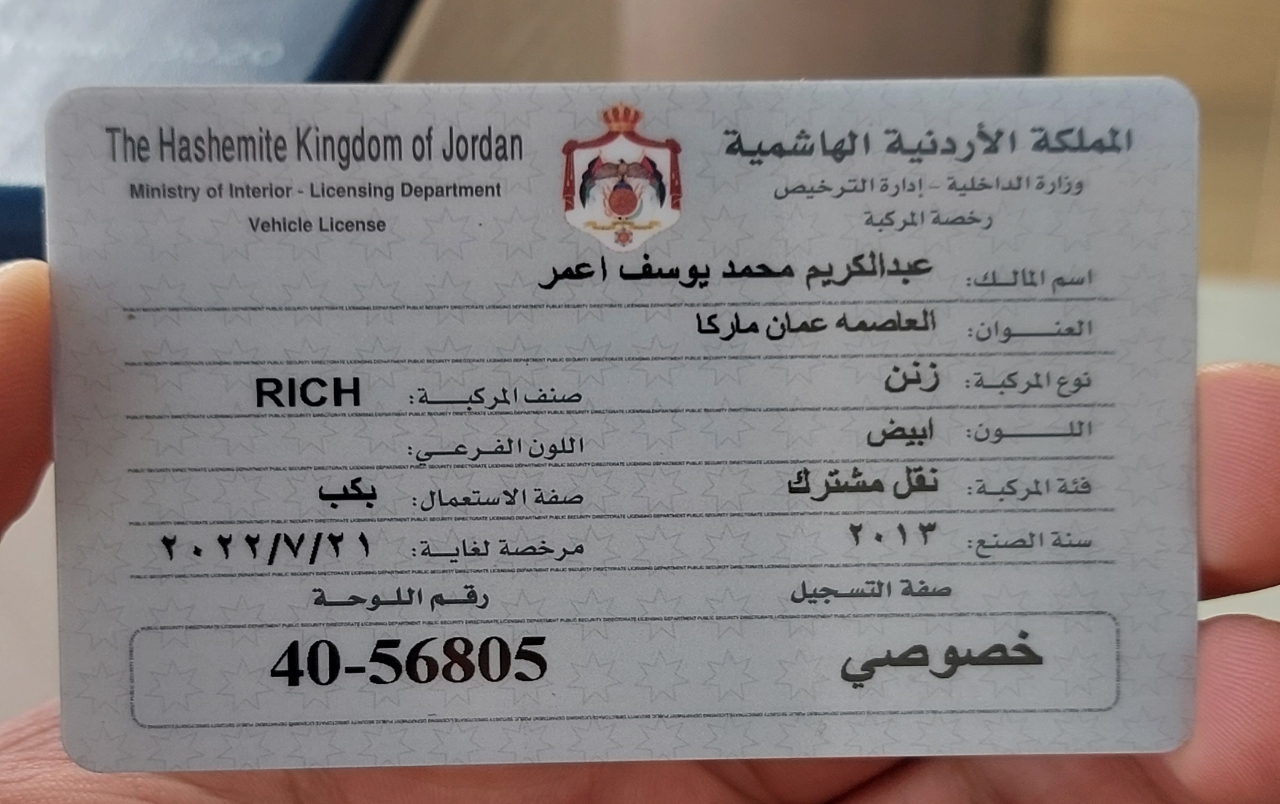 The Hashemite Kingdom of Jordan
Ministry of Interior - Licensing Department
Vehicle License
المملكة الأردنية الهاشمية
وزارة الداخلية - إدارة الترخيص
رخصة المركبة
اسم المالك: عبدالكريم محمد يوسف اعمر
العنوان: العاصمه عمان ماركا
نوع المركبة: زنن صنف المركبة: RICH
اللون: ابيض اللون الفرعي:
فئة المركبة: نقل مشترك صفة الاستعمال: بكب
سنة الصنع: ٢٠١٣ مرخصة لغاية: ٢٠٢٢/٧/٢١
صفة التسجيل رقم اللوحة
خصوصي 40-56805